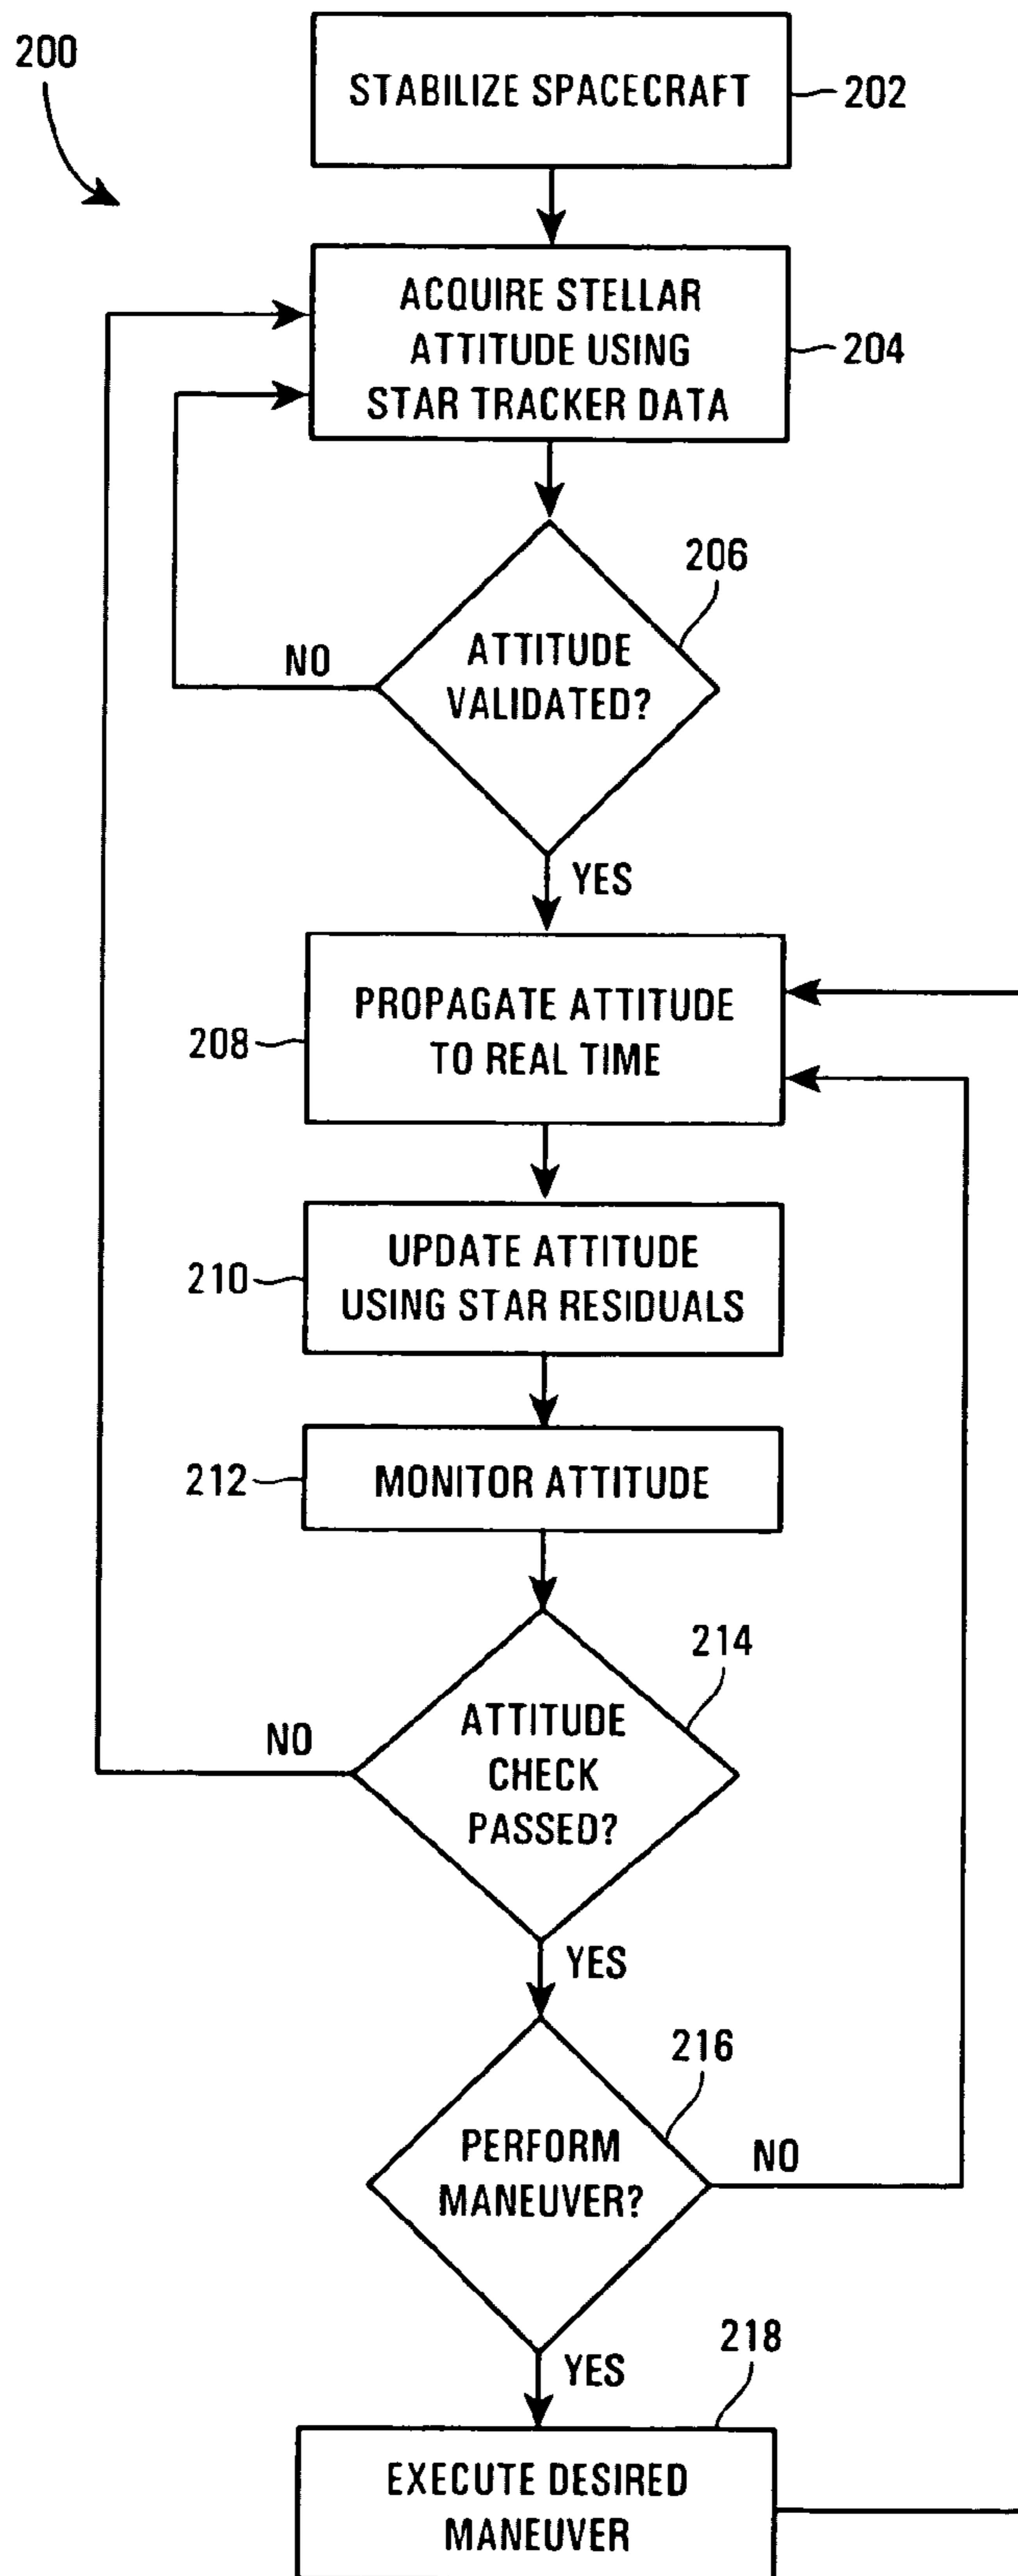 200
STABILIZE SPACECRAFT
202
ACQUIRE STELLAR
ATTITUDE USING
STAR TRACKER DATA
204
206
ATTITUDE
VALIDATED?
NO
YES
PROPAGATE ATTITUDE
TO REAL TIME
208
UPDATE ATTITUDE
USING STAR RESIDUALS
210
MONITOR ATTITUDE
212
214
ATTITUDE
CHECK
PASSED?
NO
YES
216
PERFORM
MANEUVER?
NO
YES
218
EXECUTE DESIRED
MANEUVER